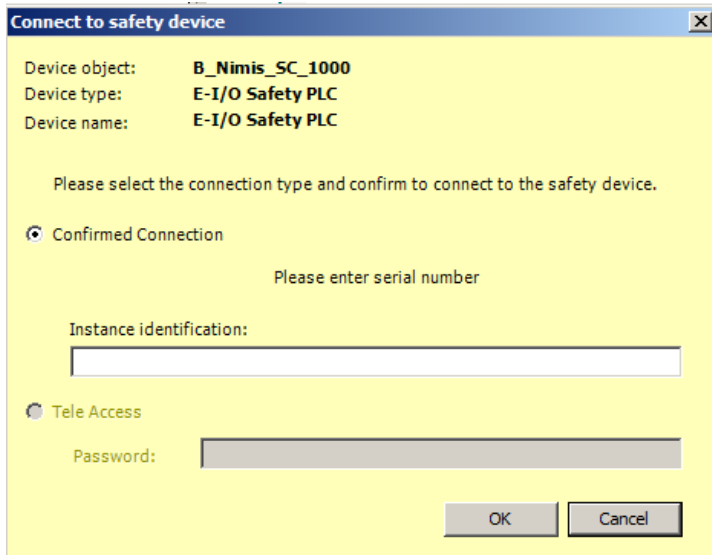 Connect to safety device
Device object: B_Nimis_SC_1000
Device type: E-I/O Safety PLC
Device name: E-I/O Safety PLC
Please select the connection type and confirm to connect to the safety device.
Confirmed Connection
Please enter serial number
Instance identification:
Tele Access
Password:
OK Cancel